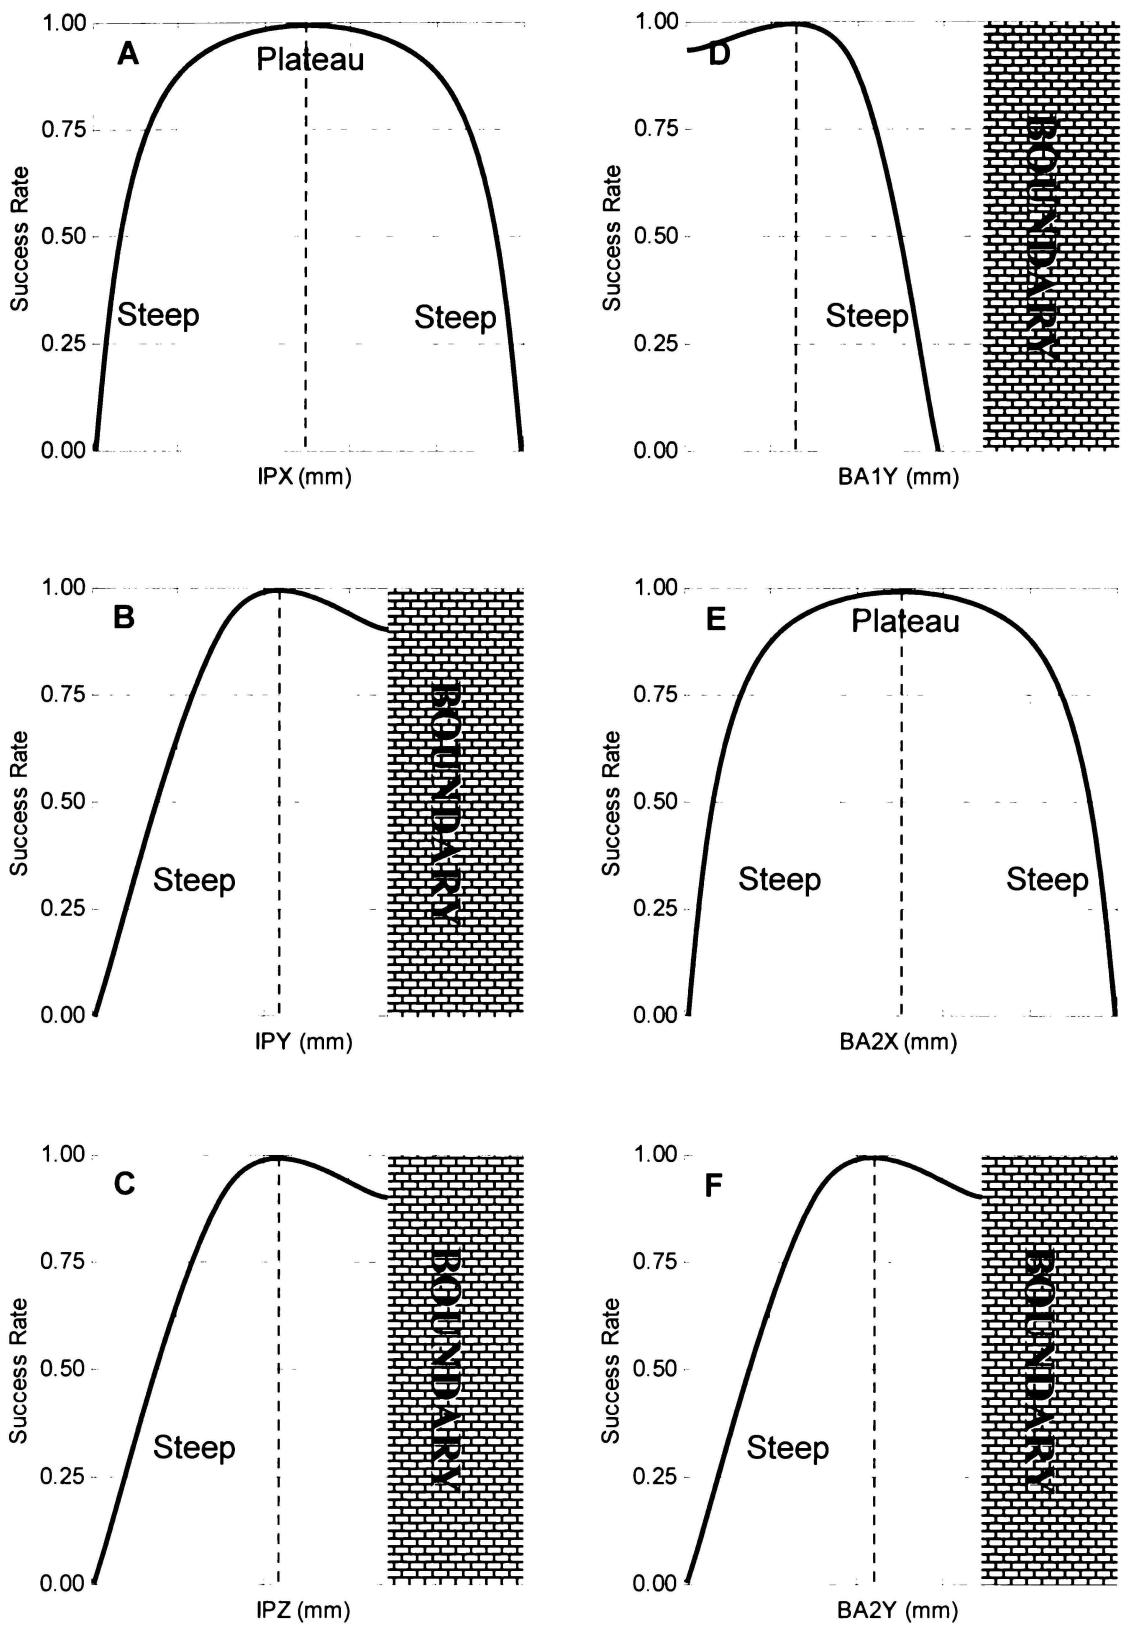 A
Plateau
Steep
Steep
1.00
0.75
0.50
0.25
0.00
Success Rate
IPX (mm)
D
Steep
BOUNDARY
1.00
0.75
0.50
0.25
0.00
Success Rate
BA1Y (mm)
B
Steep
BOUNDARY
1.00
0.75
0.50
0.25
0.00
Success Rate
IPY (mm)
E
Plateau
Steep
Steep
1.00
0.75
0.50
0.25
0.00
Success Rate
BA2X (mm)
C
Steep
BOUNDARY
1.00
0.75
0.50
0.25
0.00
Success Rate
IPZ (mm)
F
Steep
BOUNDARY
1.00
0.75
0.50
0.25
0.00
Success Rate
BA2Y (mm)